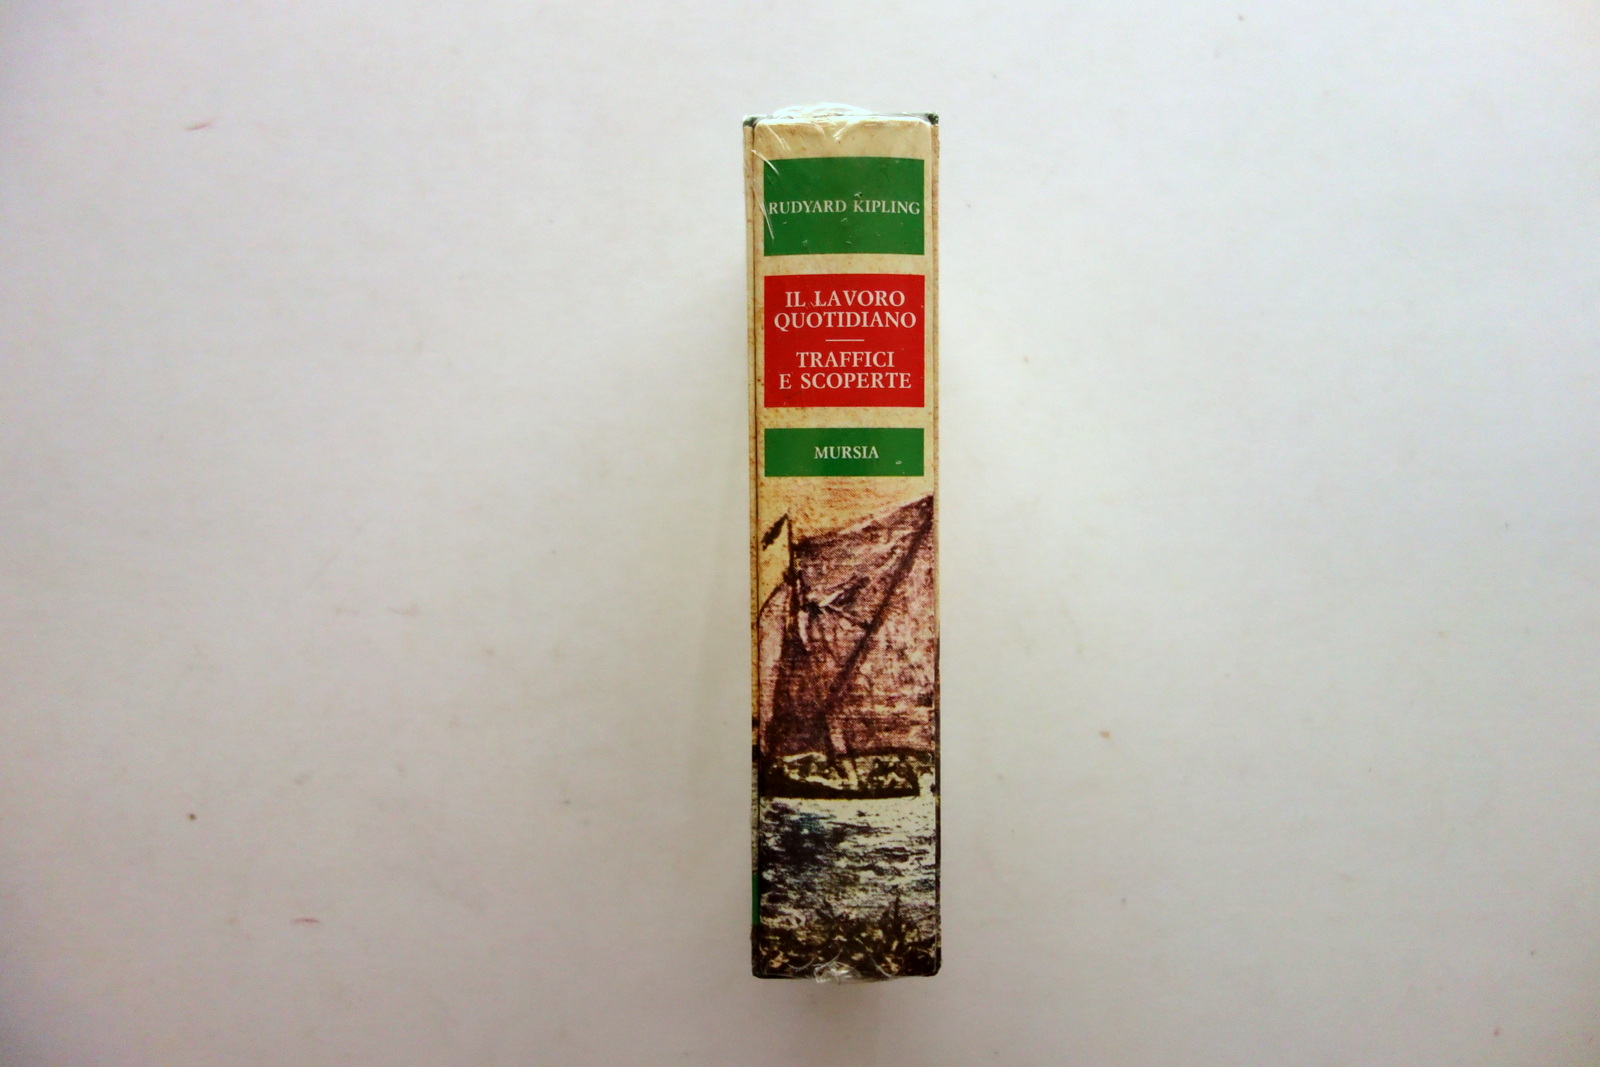 RUDYARD KIPLING
IL LAVORO
QUOTIDIANO
TRAFFICI
E SCOPERTE
MURSIA